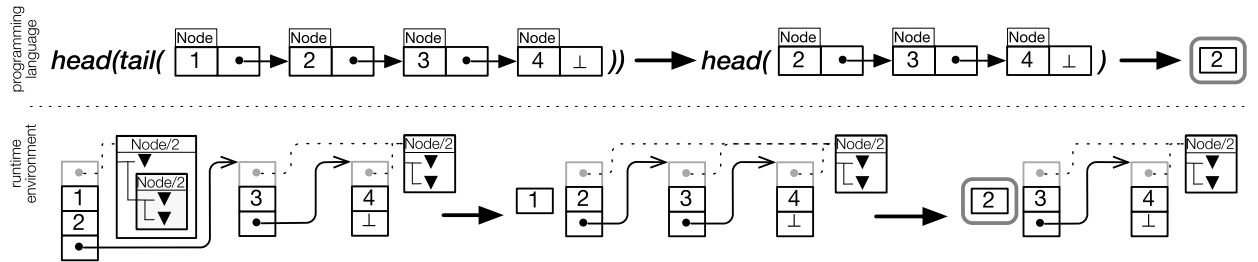 programming
language
Node Node Node Node Node Node Node
head(tail( 1 2 3 4 ⊥ )) head( 2 3 4 ⊥ ) 2
runtime
environment
Node/2 Node/2 Node/2 Node/2
Node/2
1 3 4 1 2 3 4 2 3 4
2 ⊥ ⊥ ⊥